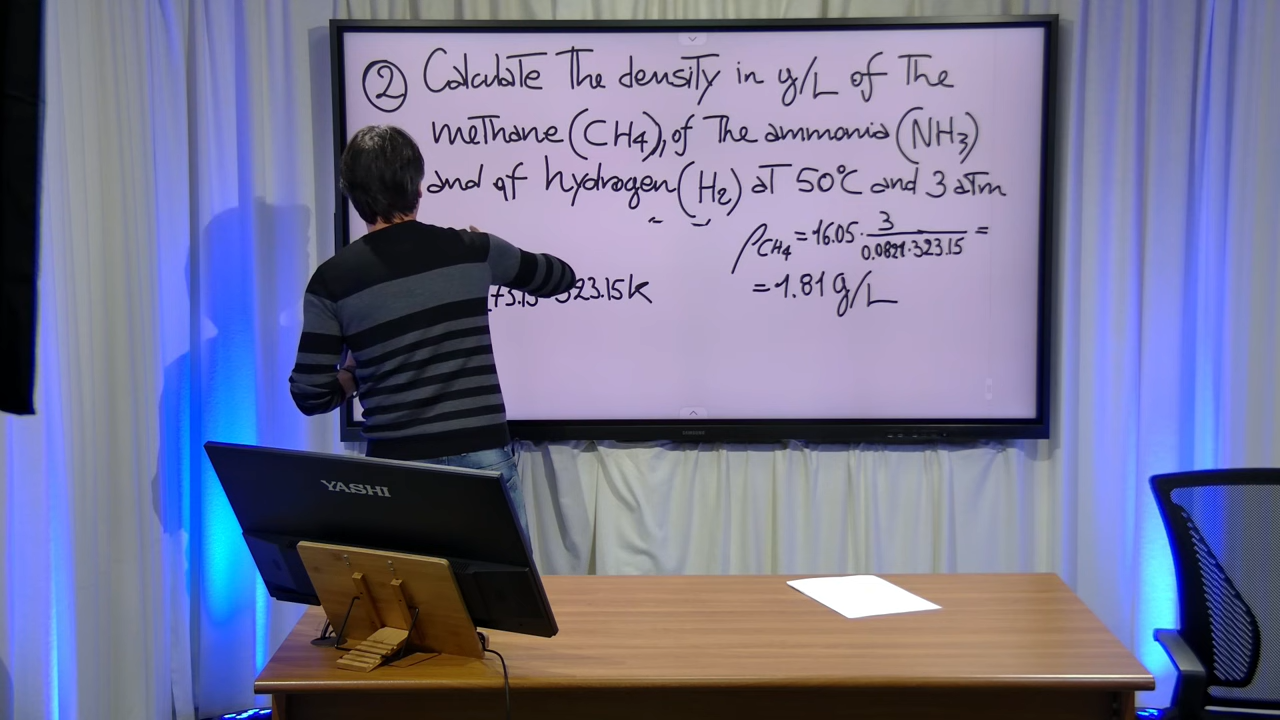 ② Calculate the density in g/L of the
methane (CH4), of the ammonia (NH3)
and of hydrogen (H2) at 50°C and 3 atm
ρCH4 = 16.05 · 3 / 0.0821 · 323.15 =
= 1.81 g/L
323.15 K
YASHI
SAMSUNG